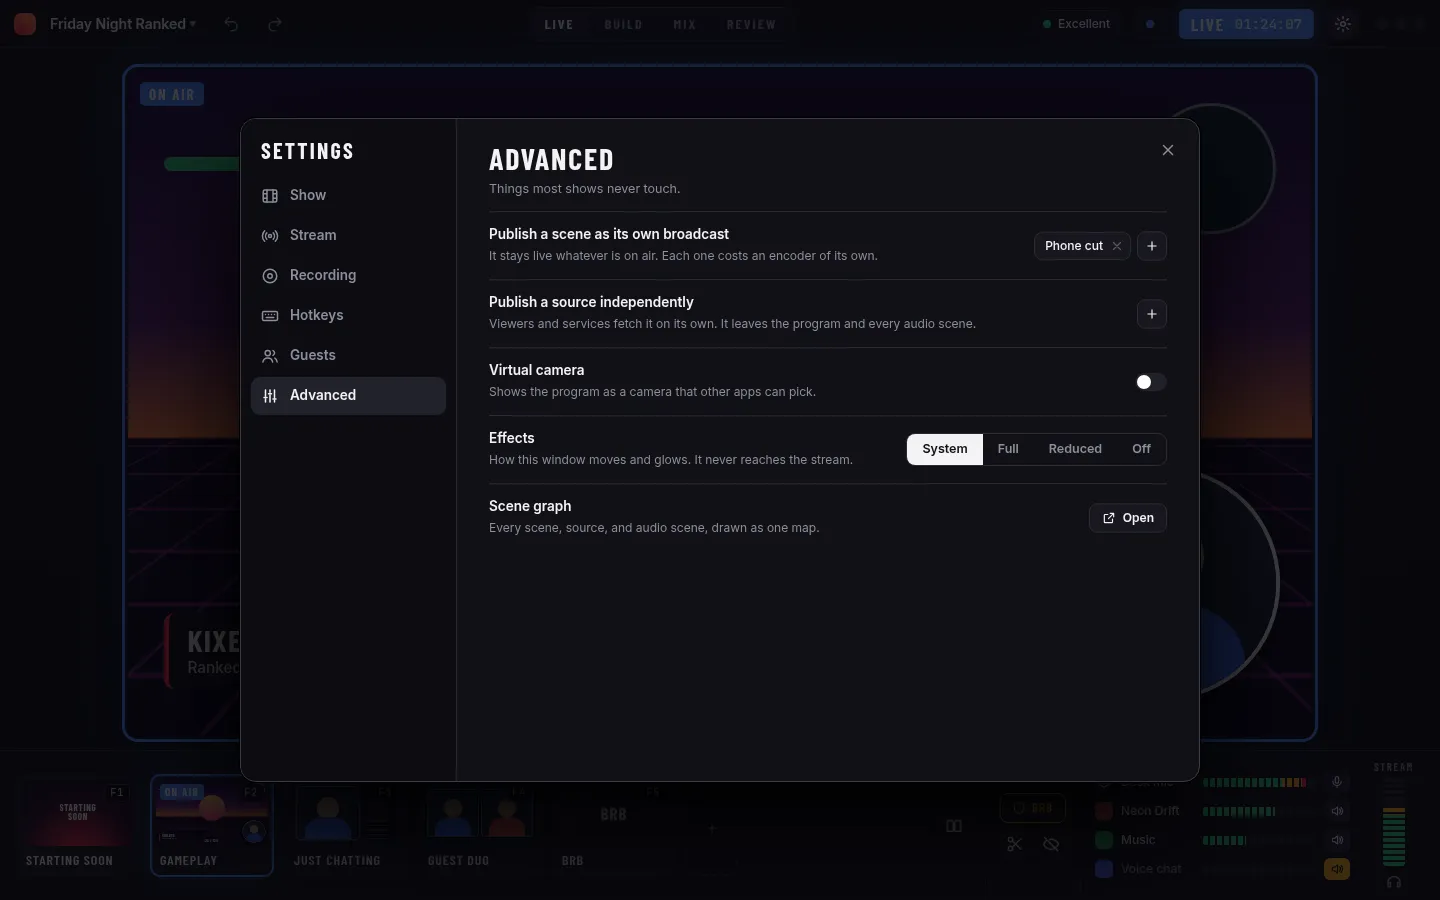 Friday Night Ranked
LIVE BUILD MIX REVIEW
Excellent
LIVE 01:24:07
ON AIR
SETTINGS
Show
Stream
Recording
Hotkeys
Guests
Advanced
ADVANCED
Things most shows never touch.
Publish a scene as its own broadcast
It stays live whatever is on air. Each one costs an encoder of its own.
Phone cut
Publish a source independently
Viewers and services fetch it on its own. It leaves the program and every audio scene.
Virtual camera
Shows the program as a camera that other apps can pick.
Effects
How this window moves and glows. It never reaches the stream.
System Full Reduced Off
Scene graph
Every scene, source, and audio scene, drawn as one map.
Open
KIXE
Ranked
STARTING SOON
F1
STARTING SOON
ON AIR
F2
GAMEPLAY
JUST CHATTING
GUEST DUO
BRB
BRB
BRB
STREAM
Neon Drift
Music
Voice chat